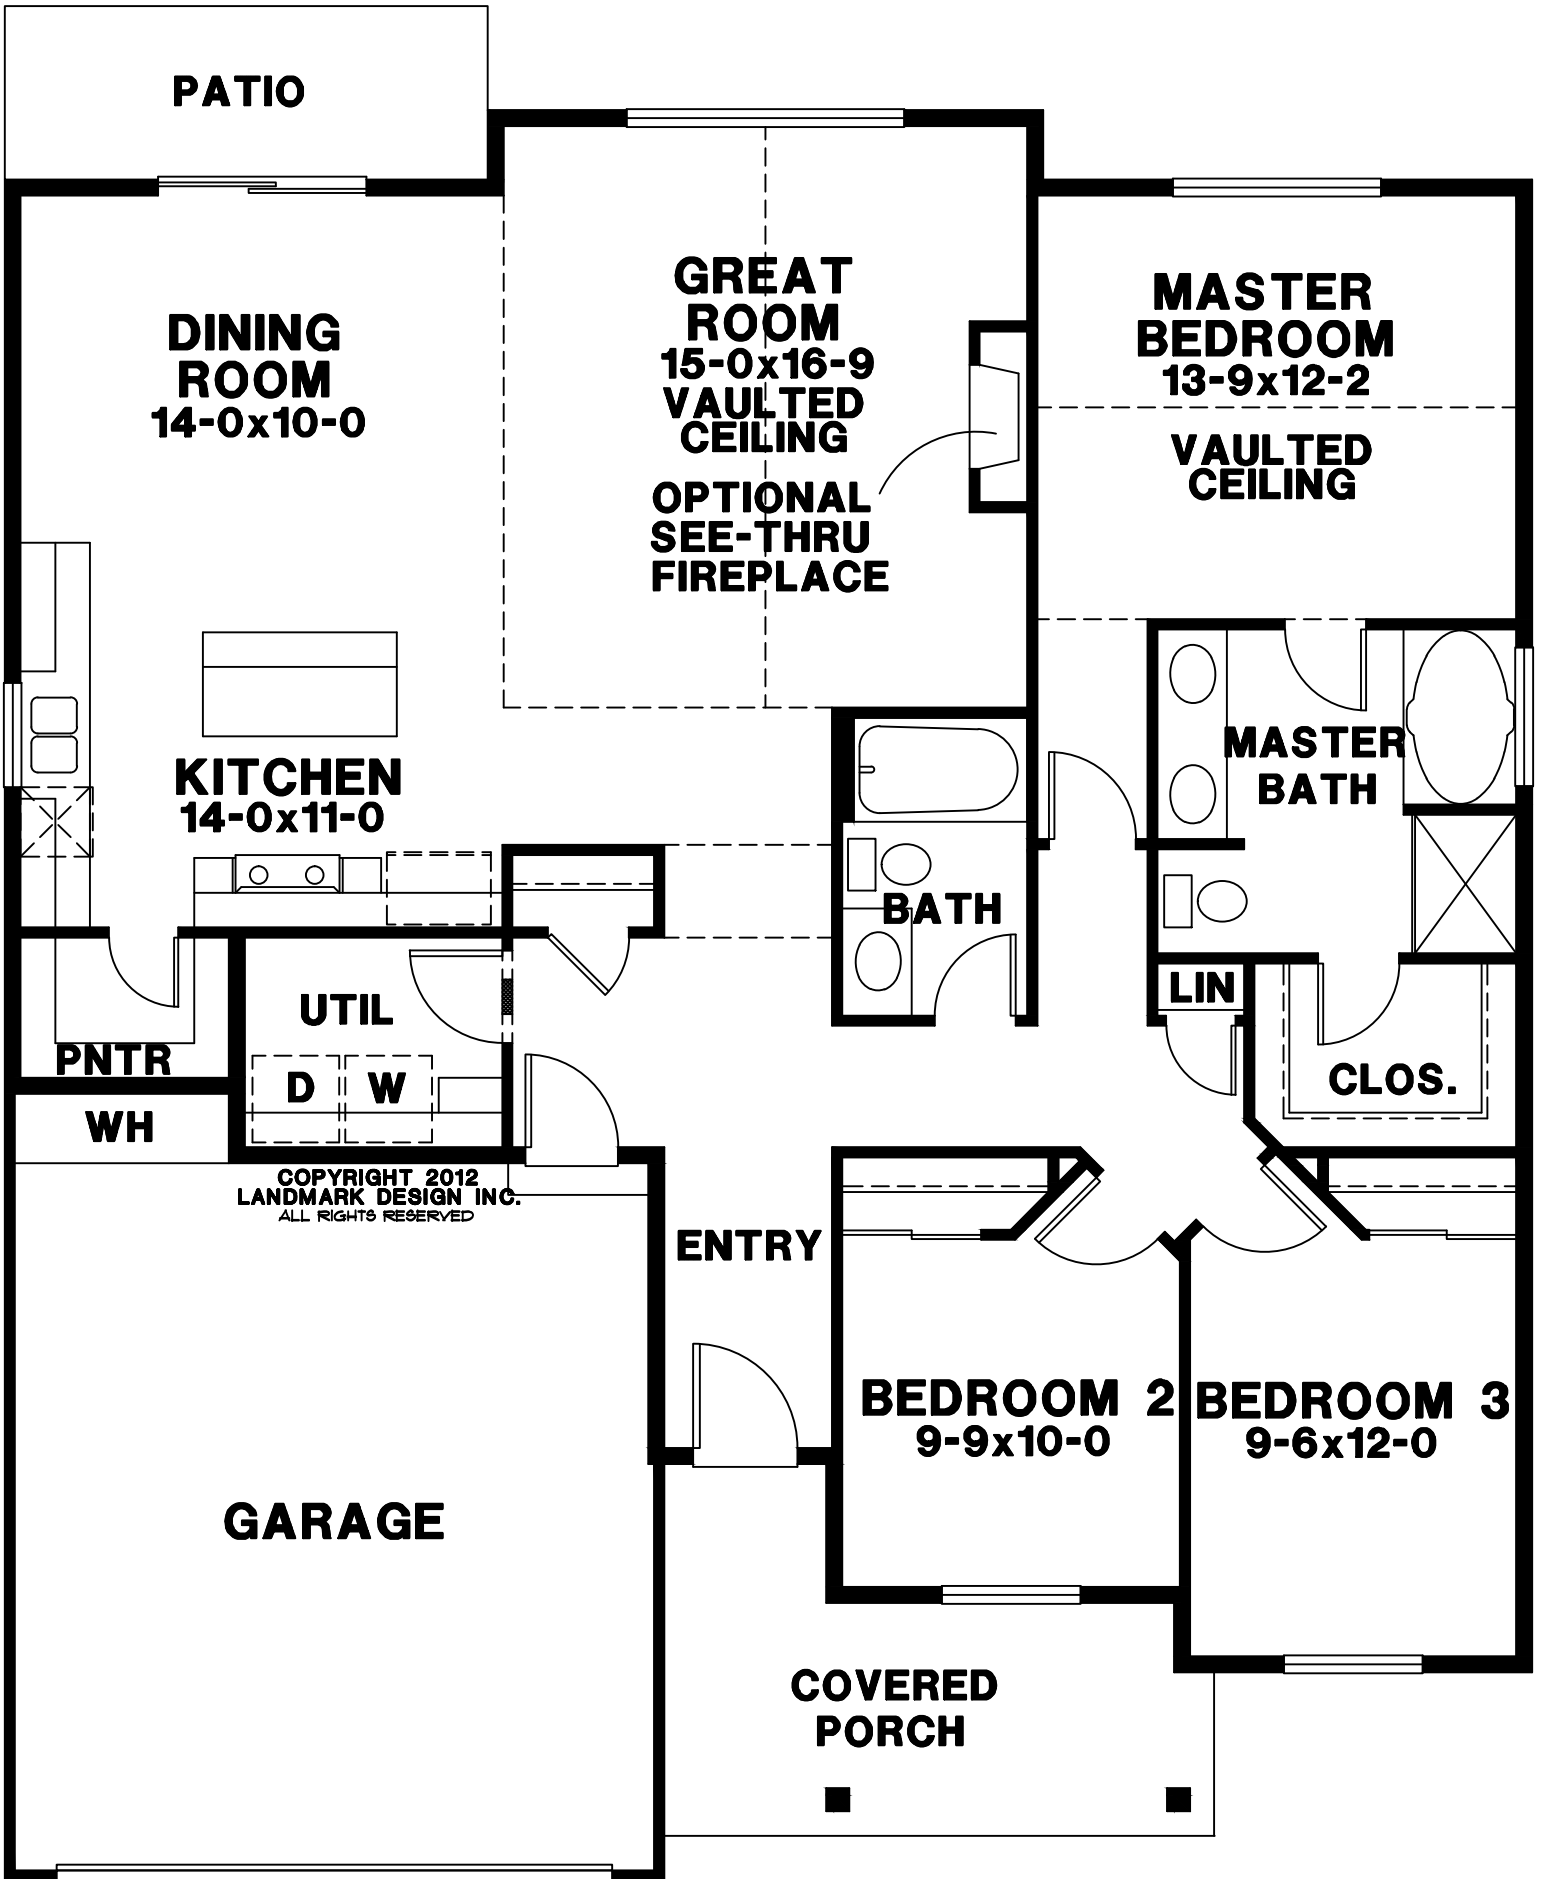 PATIO
GREAT
ROOM
15-0x16-9
VAULTED
CEILING
OPTIONAL
SEE-THRU
FIREPLACE
MASTER
BEDROOM
13-9x12-2
VAULTED
CEILING
DINING
ROOM
14-0x10-0
KITCHEN
14-0x11-0
MASTER
BATH
BATH
LIN
CLOS.
UTIL
D W
PNTR
WH
COPYRIGHT 2012
LANDMARK DESIGN INC.
ALL RIGHTS RESERVED
ENTRY
BEDROOM 2
9-9x10-0
BEDROOM 3
9-6x12-0
GARAGE
COVERED
PORCH